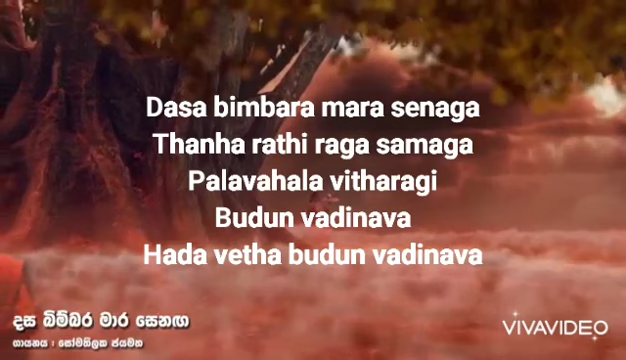 Dasa bimbara mara senaga
Thanha rathi raga samaga
Palavahala vitharagi
Budun vadinava
Hada vetha budun vadinava
දස බිම්බර මාර සෙනඟ
ගායනය : සෝමතිලක ජයමහ
VIVAVIDEO